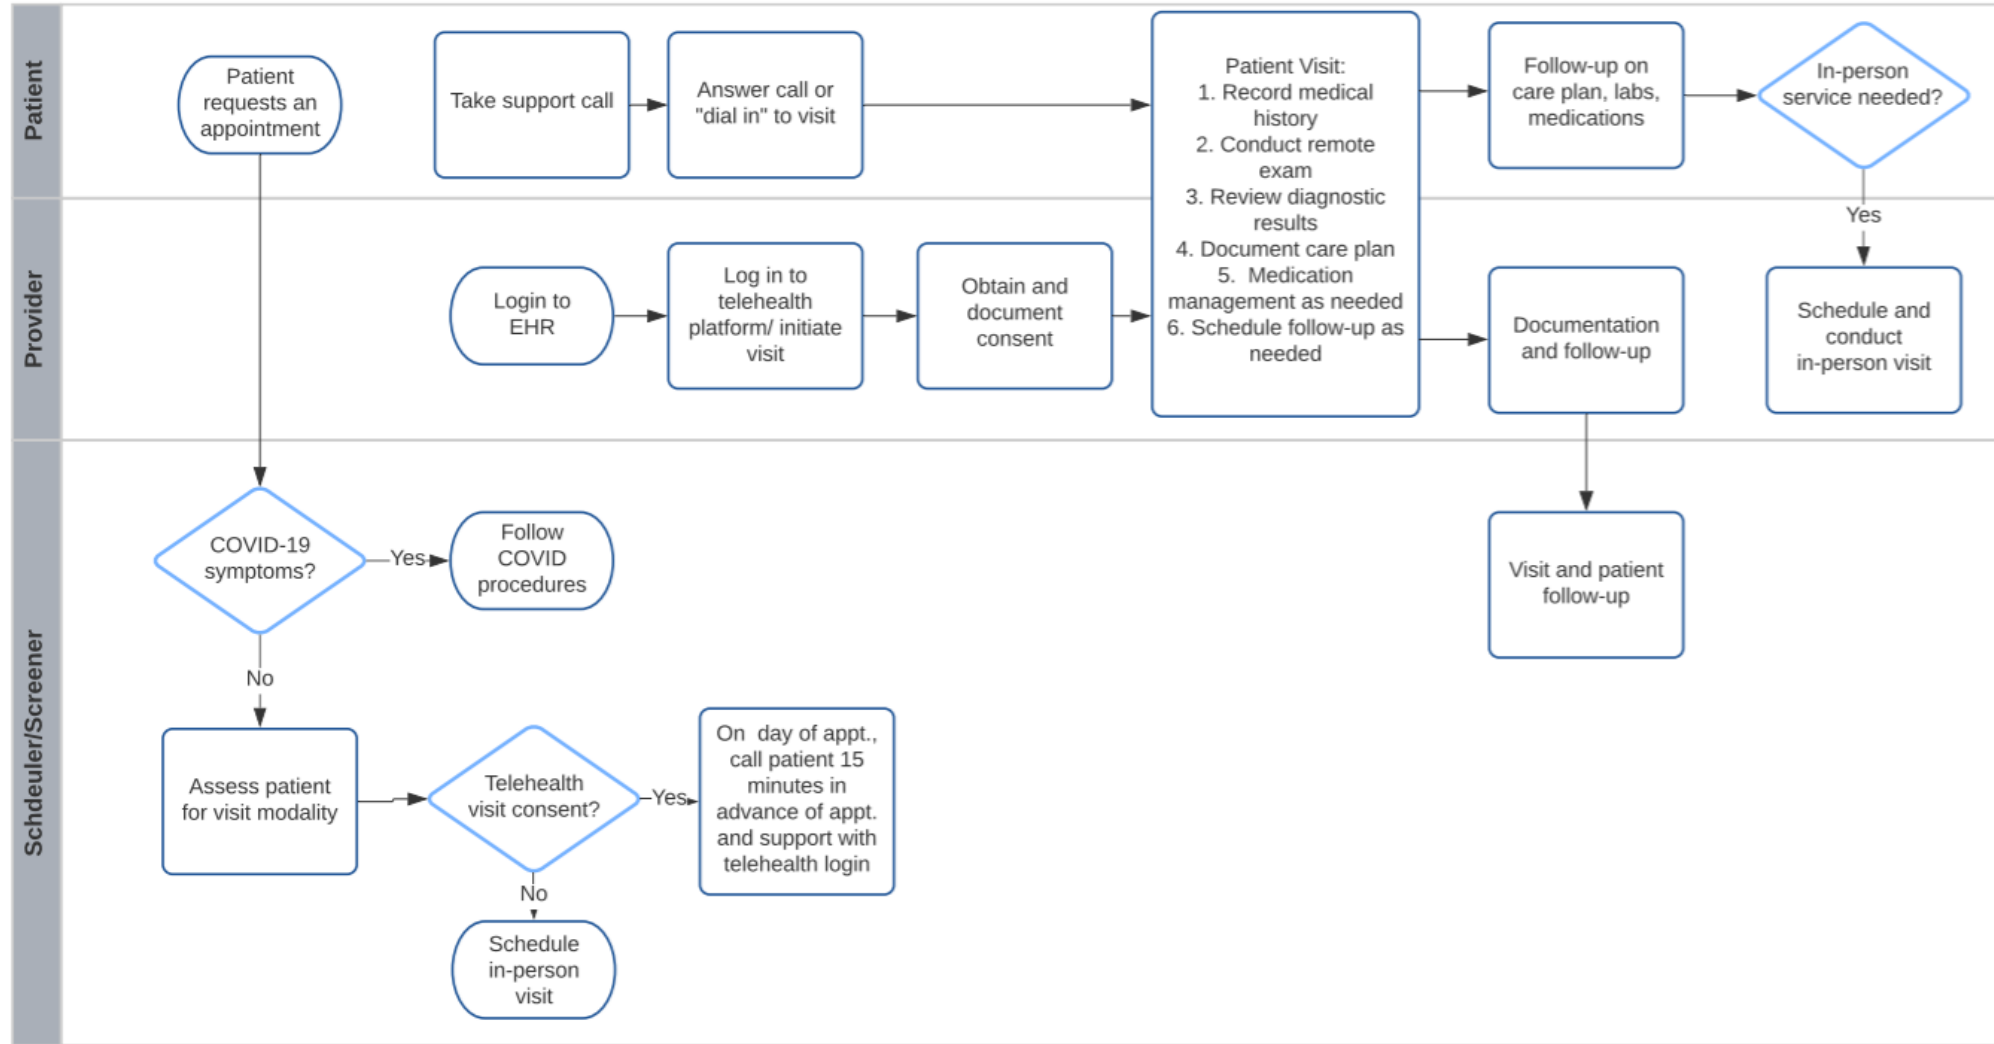 Patient
Patient
requests an
appointment
Take support call
Answer call or
"dial in" to visit
Patient Visit:
1. Record medical
history
2. Conduct remote
exam
3. Review diagnostic
results
4. Document care plan
5.  Medication
management as needed
6. Schedule follow-up as
needed
Follow-up on
care plan, labs,
medications
In-person
service needed?
Yes
Provider
Login to
EHR
Log in to
telehealth
platform/ initiate
visit
Obtain and
document
consent
Documentation
and follow-up
Schedule and
conduct
in-person visit
Schdeuler/Screener
COVID-19
symptoms?
Yes
Follow
COVID
procedures
Visit and patient
follow-up
No
Assess patient
for visit modality
Telehealth
visit consent?
Yes
On  day of appt.,
call patient 15
minutes in
advance of appt.
and support with
telehealth login
No
Schedule
in-person
visit